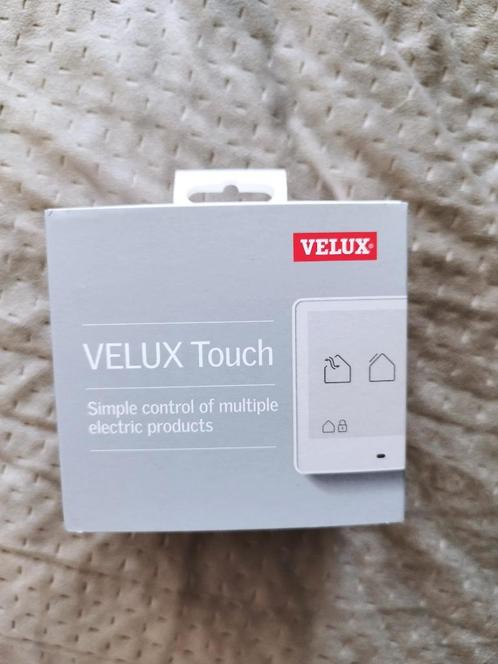 VELUX®
VELUX Touch
Simple control of multiple
electric products